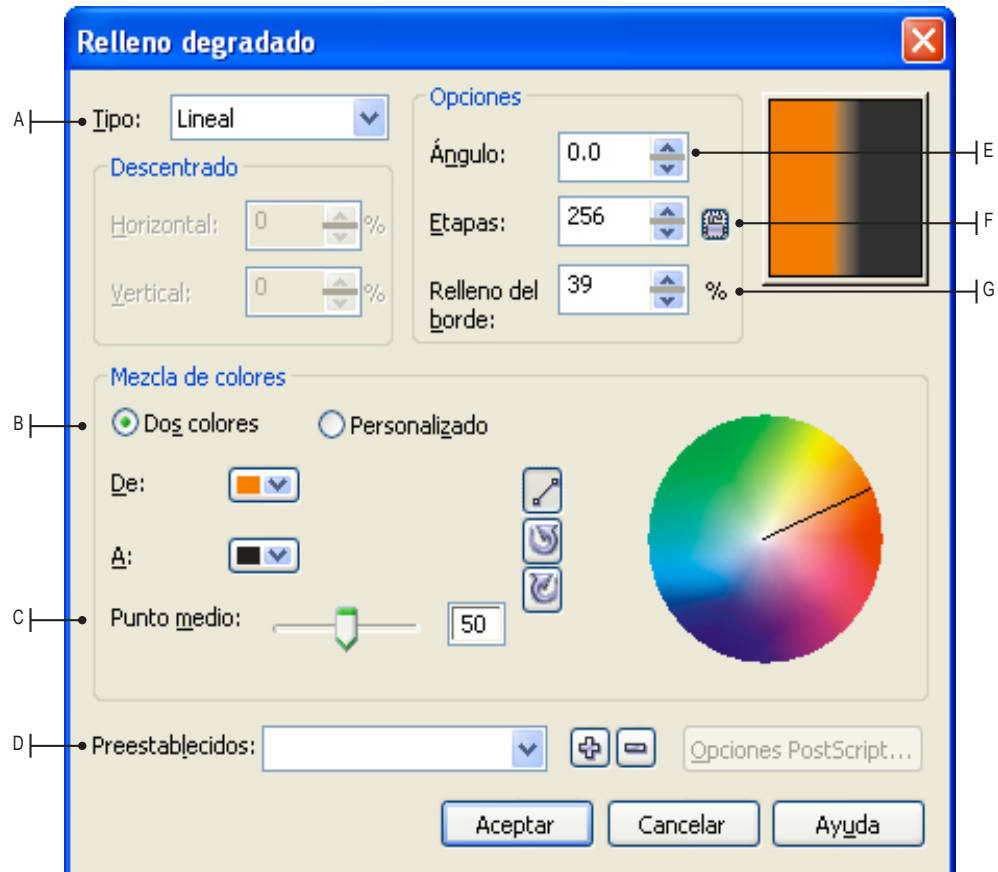 Relleno degradado
A
Tipo:
Lineal
Opciones
Ángulo:
0.0
E
Descentrado
Horizontal:
0
%
Etapas:
256
F
Vertical:
0
%
Relleno del
borde:
39
%
G
Mezcla de colores
B
Dos colores
Personalizado
De:
A:
C
Punto medio:
50
D
Preestablecidos:
Opciones PostScript...
Aceptar
Cancelar
Ayuda